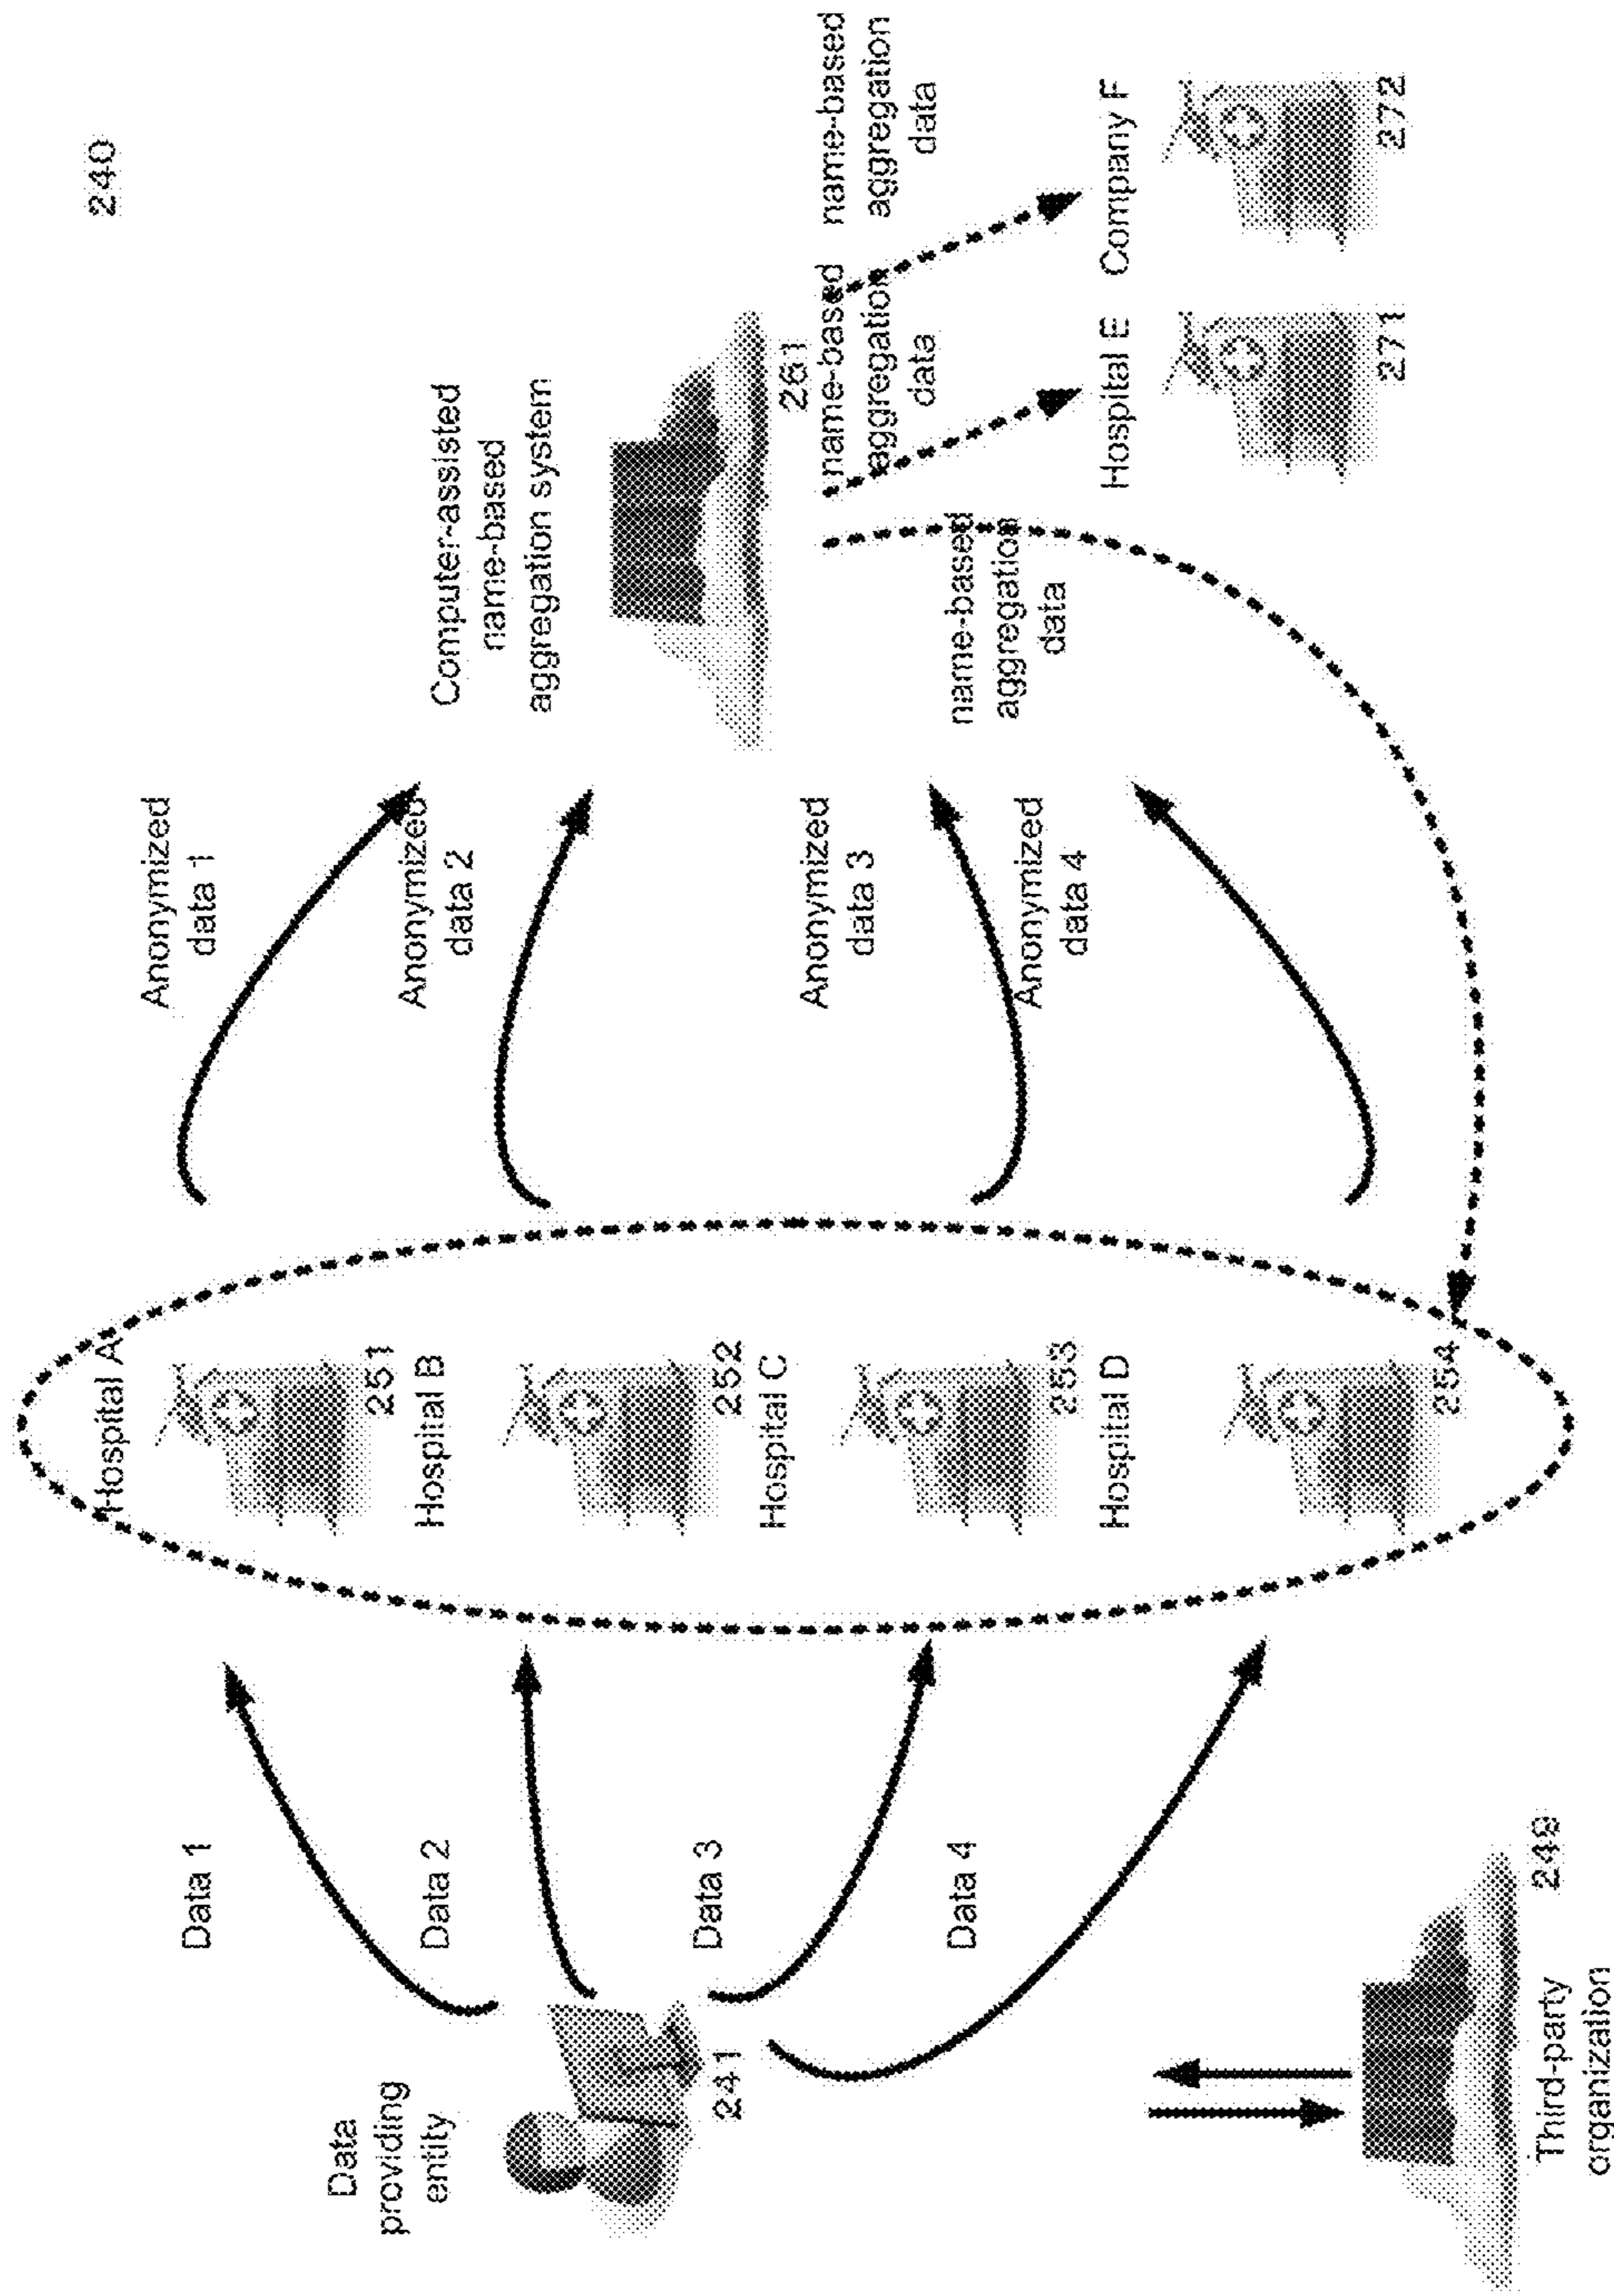 240
Data
providing
entity
241
Data 1
Data 2
Data 3
Data 4
Third-party
organization
249
Hospital A
251
Hospital B
252
Hospital C
253
Hospital D
254
Anonymized
data 1
Anonymized
data 2
Anonymized
data 3
Anonymized
data 4
Computer-assisted
name-based
aggregation system
261
name-based
aggregation
data
name-based
aggregation
data
name-based
aggregation
data
Hospital E
271
Company F
272